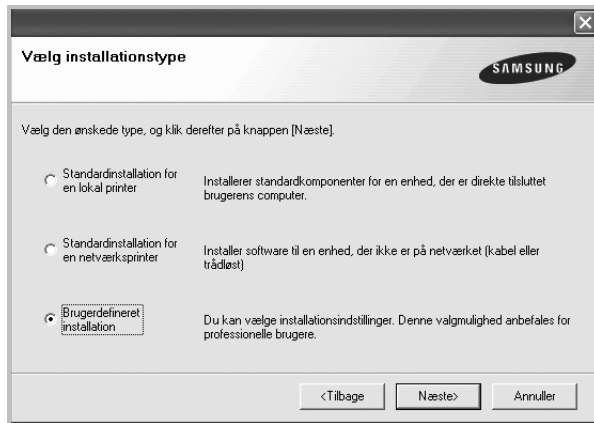 Vælg installationstype
SAMSUNG
Vælg den ønskede type, og klik derefter på knappen [Næste].
Standardinstallation for
en lokal printer
Installerer standardkomponenter for en enhed, der er direkte tilsluttet
brugerens computer.
Standardinstallation for
en netværksprinter
Installer software til en enhed, der ikke er på netværket (kabel eller
trådløst)
Brugerdefineret
installation
Du kan vælge installationsindstillinger. Denne valgmulighed anbefales for
professionelle brugere.
<Tilbage
Næste>
Annuller